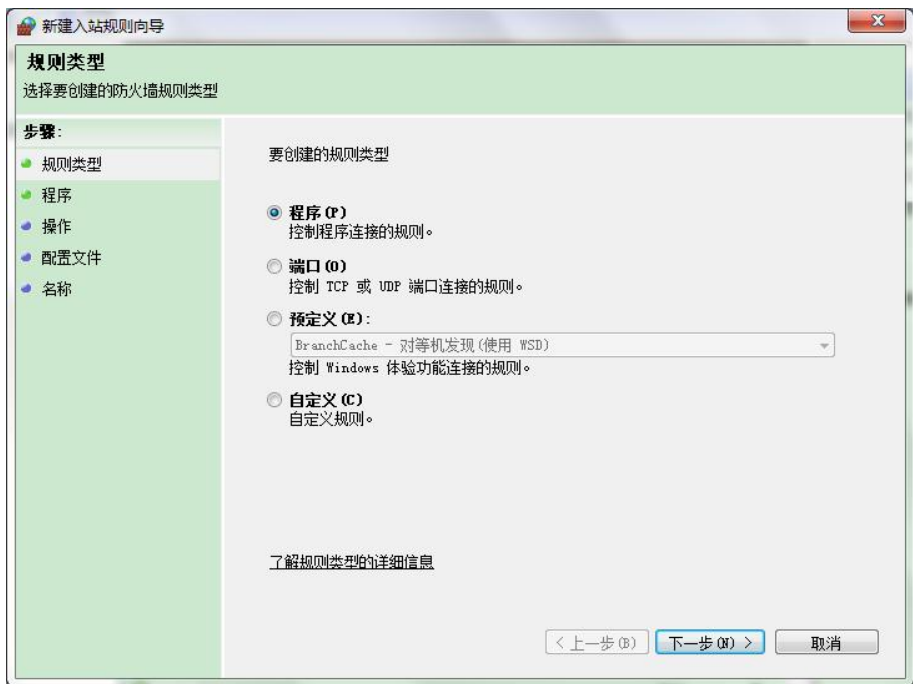 新建入站规则向导
规则类型
选择要创建的防火墙规则类型
步骤:
规则类型
程序
操作
配置文件
名称
要创建的规则类型
程序(P)
控制程序连接的规则。
端口(O)
控制 TCP 或 UDP 端口连接的规则。
预定义(E):
BranchCache - 对等机发现(使用 WSD)
控制 Windows 体验功能连接的规则。
自定义(C)
自定义规则。
了解规则类型的详细信息
< 上一步(B)
下一步(N) >
取消